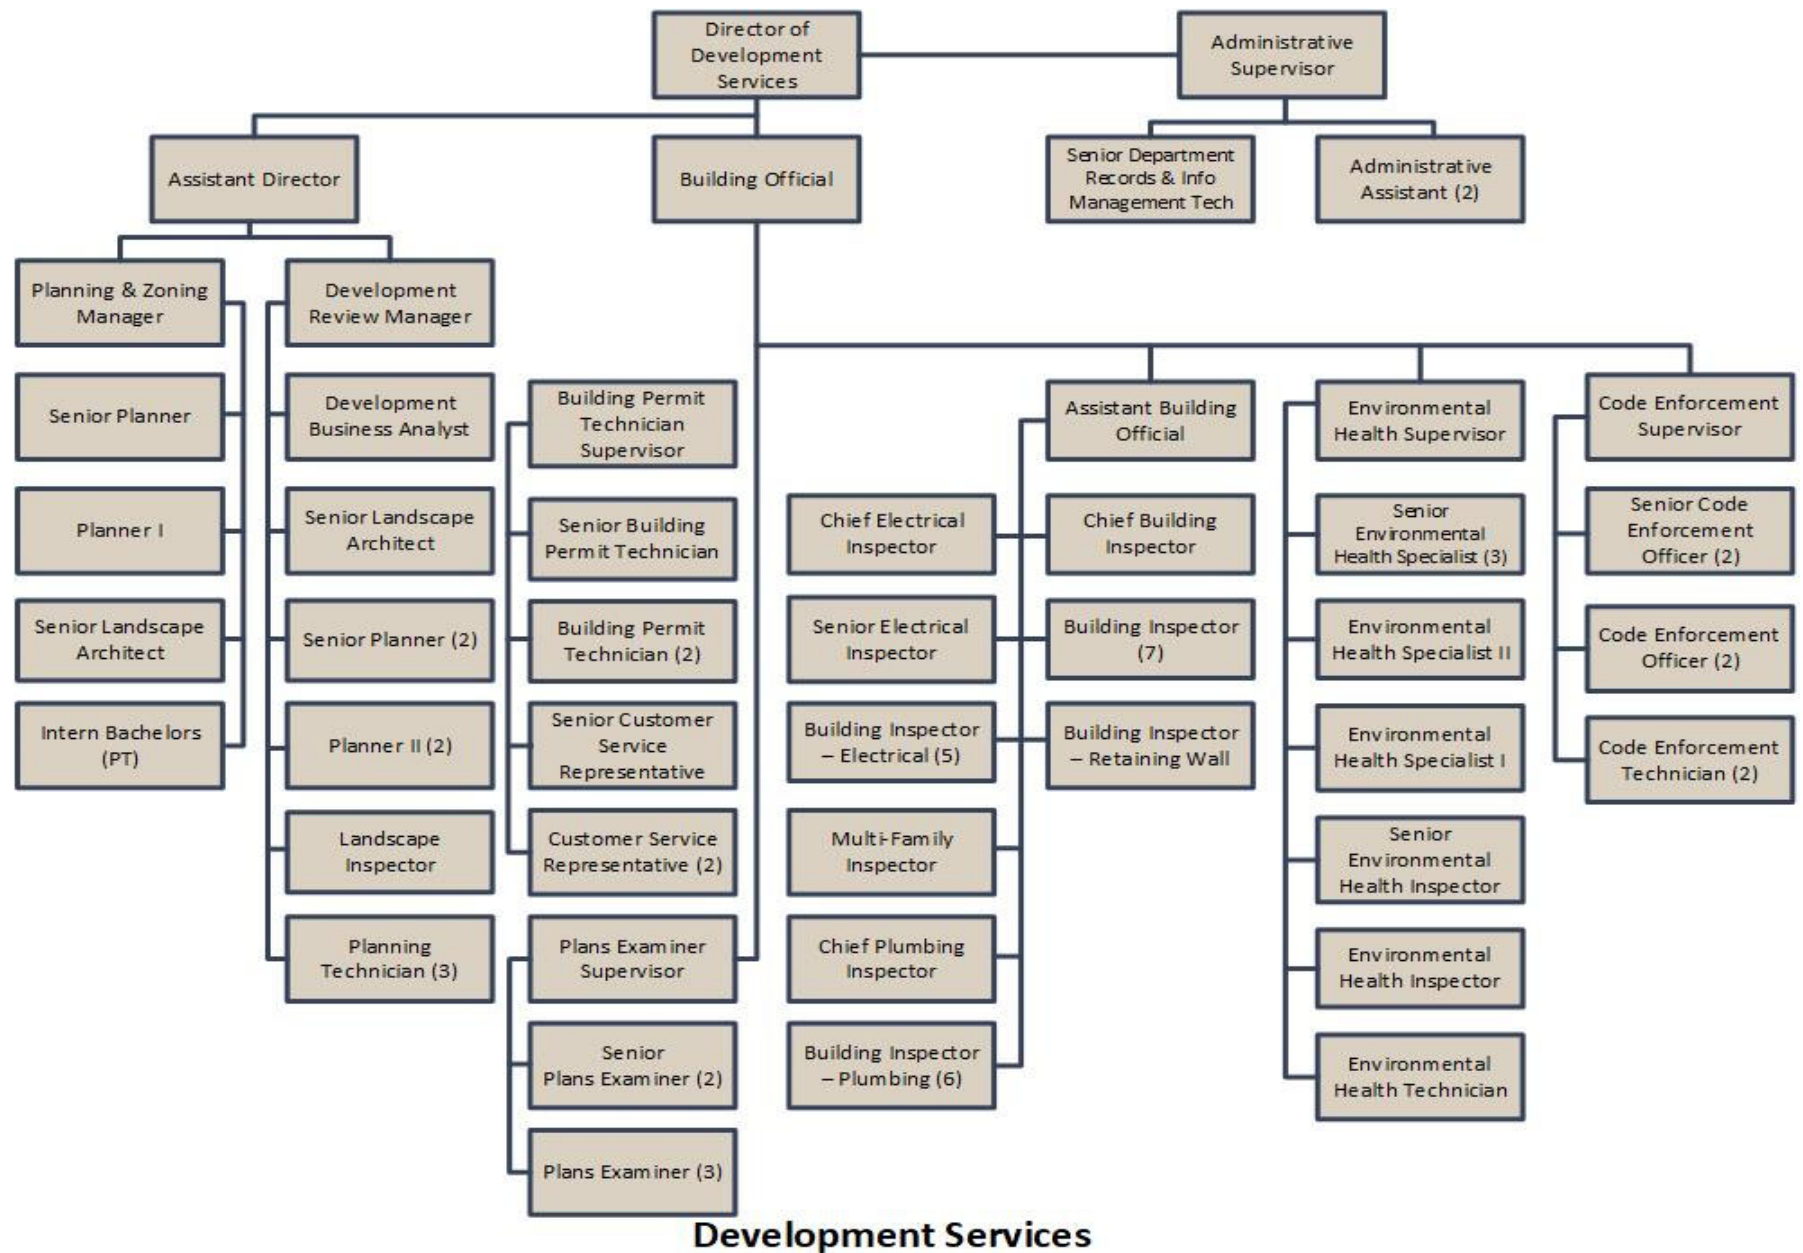 Director of
Development
Services
Administrative
Supervisor
Assistant Director
Building Official
Senior Department
Records & Info
Management Tech
Administrative
Assistant (2)
Planning & Zoning
Manager
Senior Planner
Planner I
Senior Landscape
Architect
Intern Bachelors
(PT)
Development
Review Manager
Development
Business Analyst
Senior Landscape
Architect
Senior Planner (2)
Planner II (2)
Landscape
Inspector
Planning
Technician (3)
Building Permit
Technician
Supervisor
Senior Building
Permit Technician
Building Permit
Technician (2)
Senior Customer
Service
Representative
Customer Service
Representative (2)
Plans Examiner
Supervisor
Senior
Plans Examiner (2)
Plans Examiner (3)
Assistant Building
Official
Chief Electrical
Inspector
Senior Electrical
Inspector
Building Inspector
– Electrical (5)
Multi-Family
Inspector
Chief Plumbing
Inspector
Building Inspector
– Plumbing (6)
Chief Building
Inspector
Building Inspector
(7)
Building Inspector
– Retaining Wall
Environmental
Health Supervisor
Senior
Environmental
Health Specialist (3)
Environmental
Health Specialist II
Environmental
Health Specialist I
Senior
Environmental
Health Inspector
Environmental
Health Inspector
Environmental
Health Technician
Code Enforcement
Supervisor
Senior Code
Enforcement
Officer (2)
Code Enforcement
Officer (2)
Code Enforcement
Technician (2)
Development Services